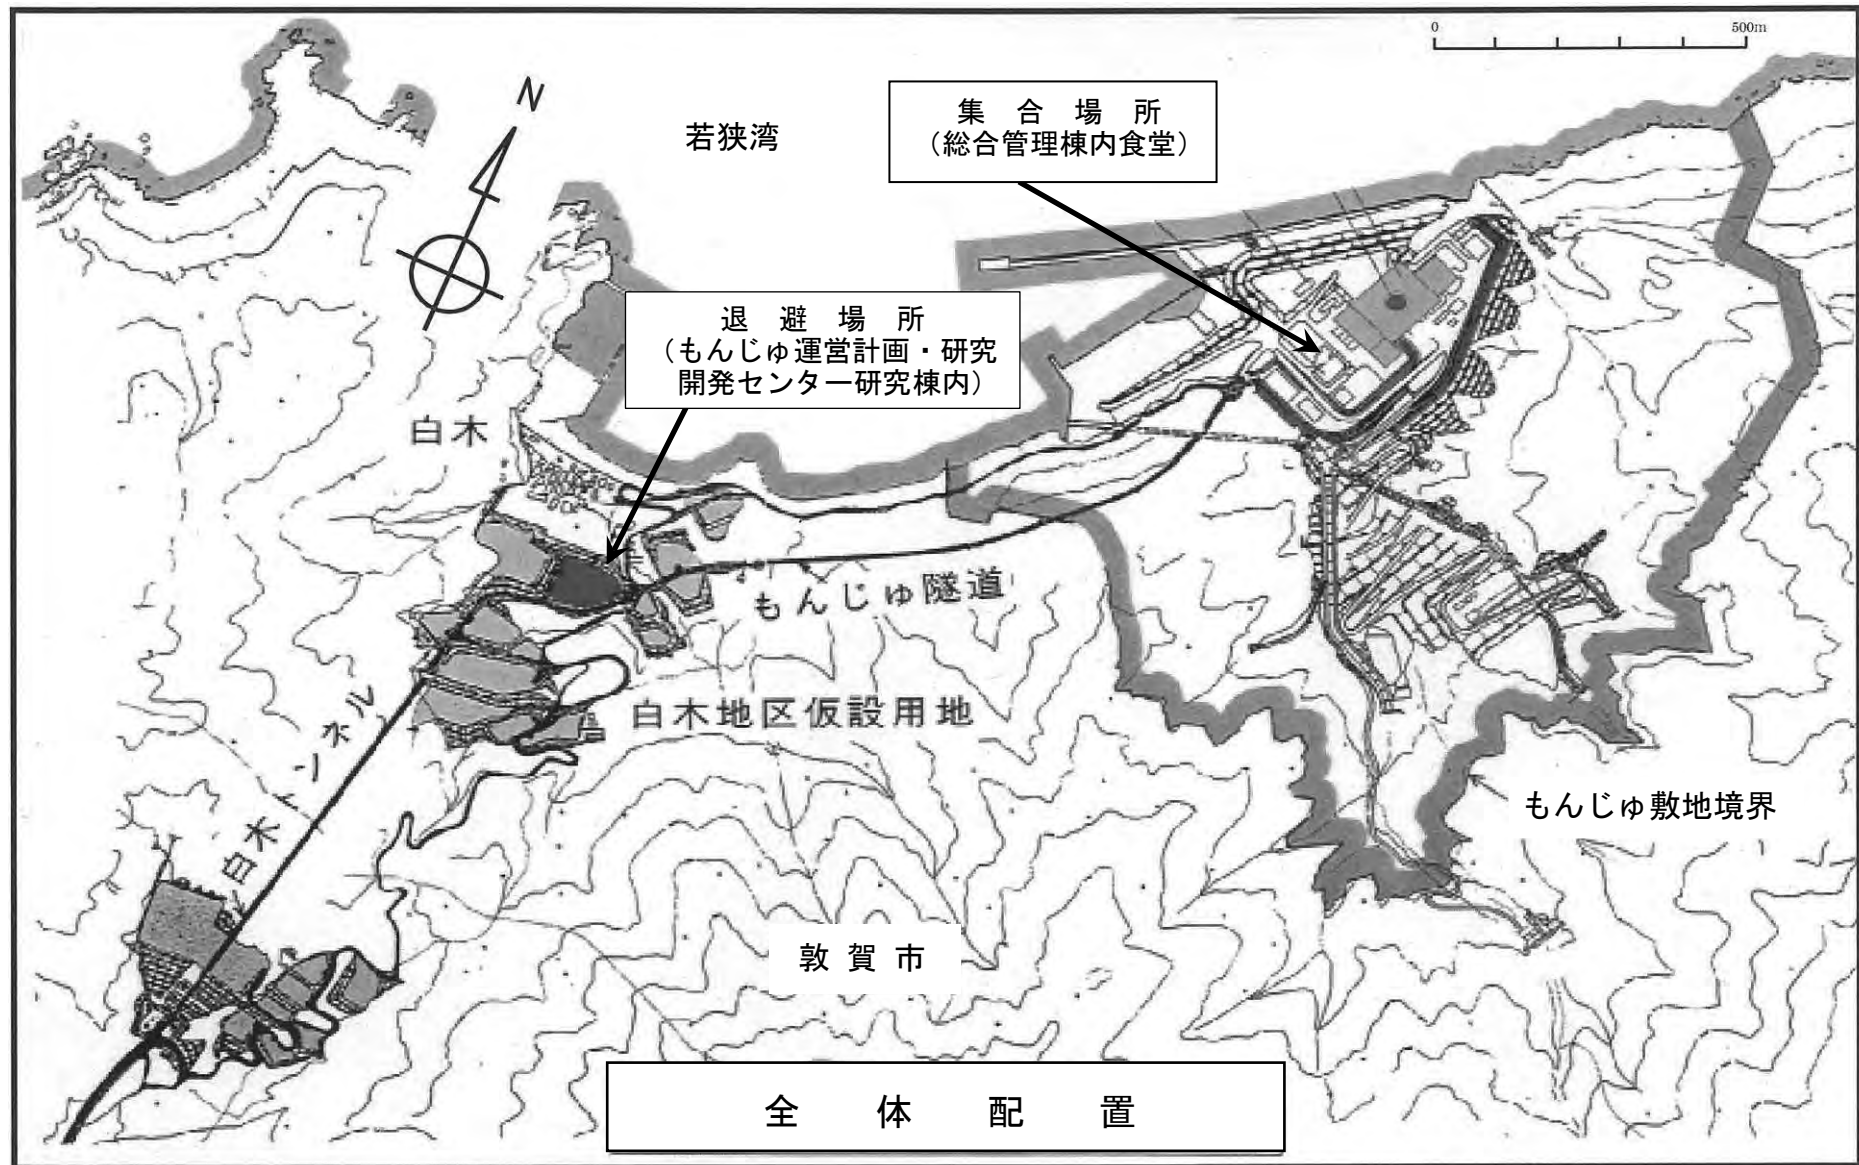 0 500m
N
若狭湾
集合場所
（総合管理棟内食堂）
退避場所
（もんじゅ運営計画・研究
開発センター研究棟内）
白木
もんじゅ隧道
白木地区仮設用地
白木トンネル
もんじゅ敷地境界
敦賀市
全体配置